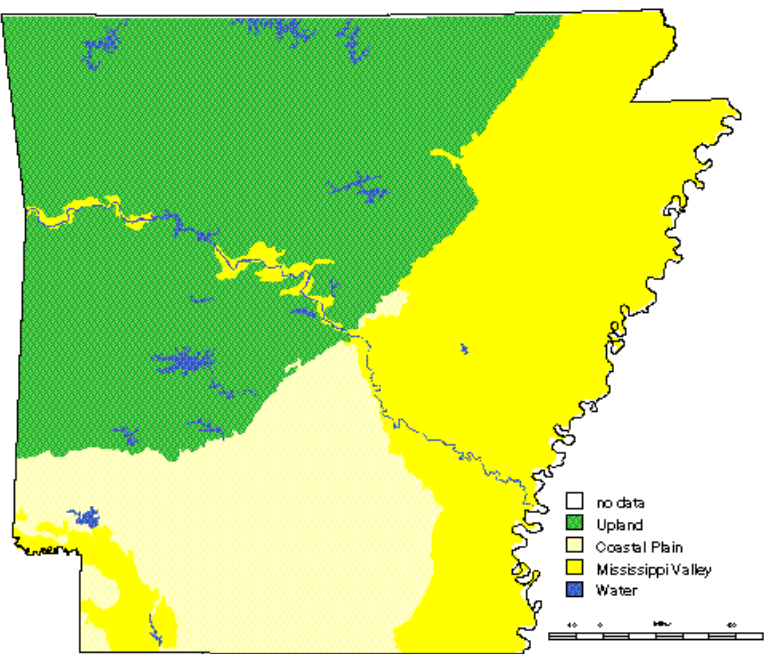 no data
Upland
Coastal Plain
Mississippi Valley
Water